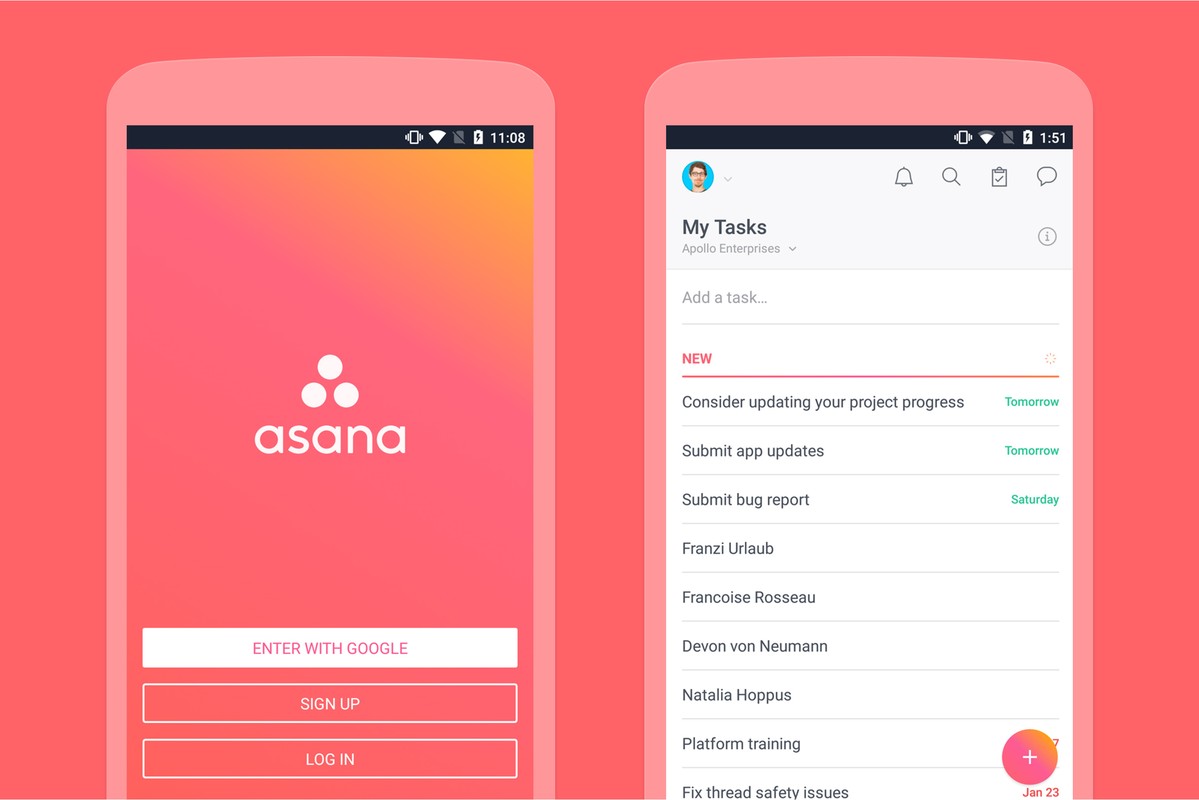 11:08
asana
ENTER WITH GOOGLE
SIGN UP
LOG IN
1:51
My Tasks
Apollo Enterprises
Add a task...
NEW
Consider updating your project progress
Tomorrow
Submit app updates
Tomorrow
Submit bug report
Saturday
Franzi Urlaub
Francoise Rosseau
Devon von Neumann
Natalia Hoppus
Platform training
+
Fix thread safety issues
Jan 23